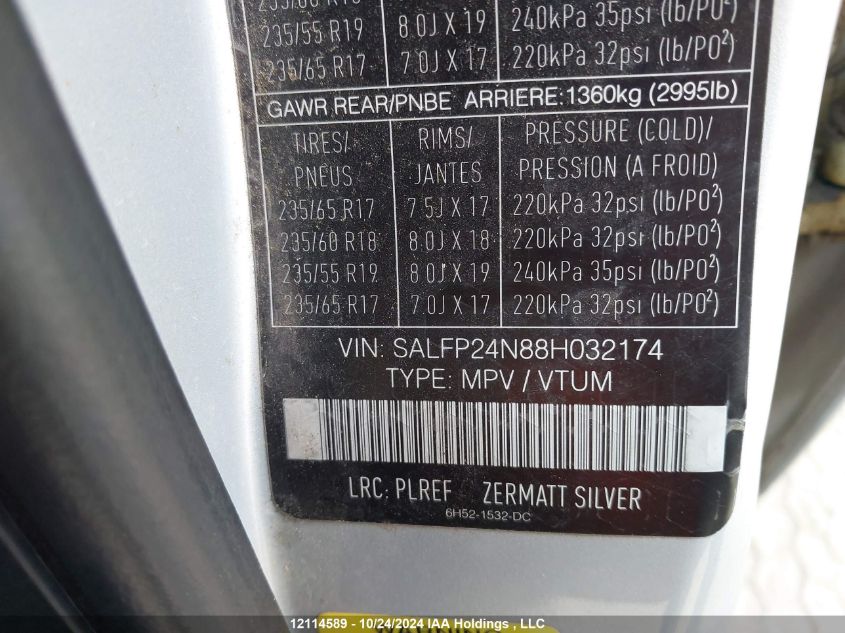 235/60 R18
235/55 R19 8.0J X 19 240kPa 35psi (lb/PO²)
235/65 R17 7.0J X 17 220kPa 32psi (lb/PO²)
GAWR REAR/PNBE ARRIERE:1360kg (2995lb)
TIRES/ RIMS/ PRESSURE (COLD)/
PNEUS JANTES PRESSION (A FROID)
235/65 R17 7.5J X 17 220kPa 32psi (lb/PO²)
235/60 R18 8.0J X 18 220kPa 32psi (lb/PO²)
235/55 R19 8.0J X 19 240kPa 35psi (lb/PO²)
235/65 R17 7.0J X 17 220kPa 32psi (lb/PO²)
VIN: SALFP24N88H032174
TYPE: MPV / VTUM
LRC: PLREF ZERMATT SILVER
6H52-1532-DC
WARNING
12114589 - 10/24/2024 IAA Holdings , LLC